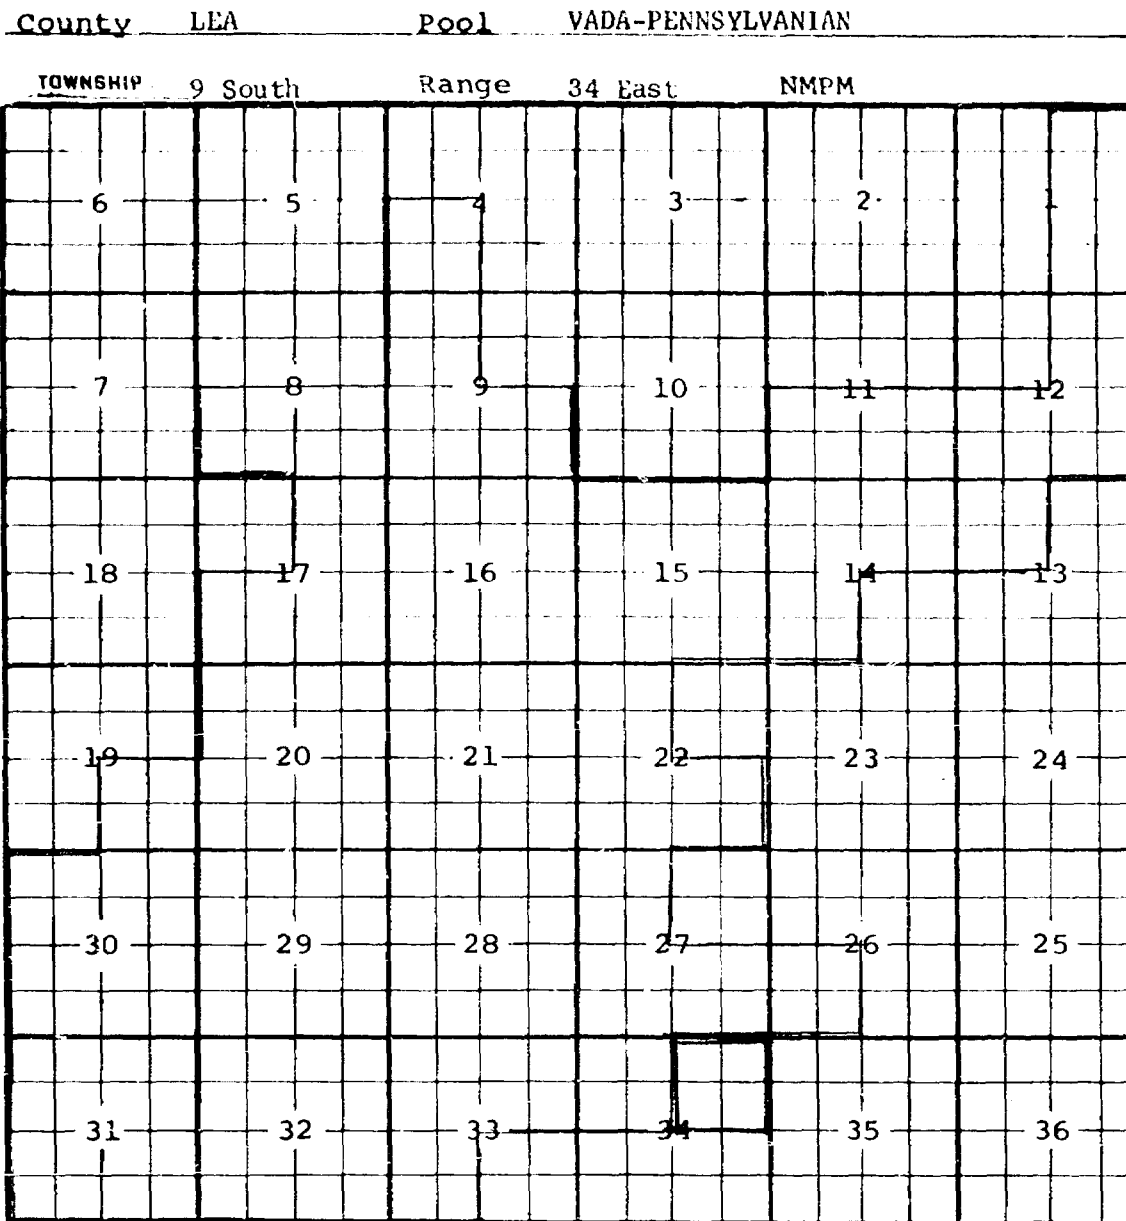 County LEA Pool VADA-PENNSYLVANIAN
TOWNSHIP 9 South Range 34 East NMPM
6 5 4 3 2 1
7 8 9 10 11 12
18 17 16 15 14 13
19 20 21 22 23 24
30 29 28 27 26 25
31 32 33 34 35 36